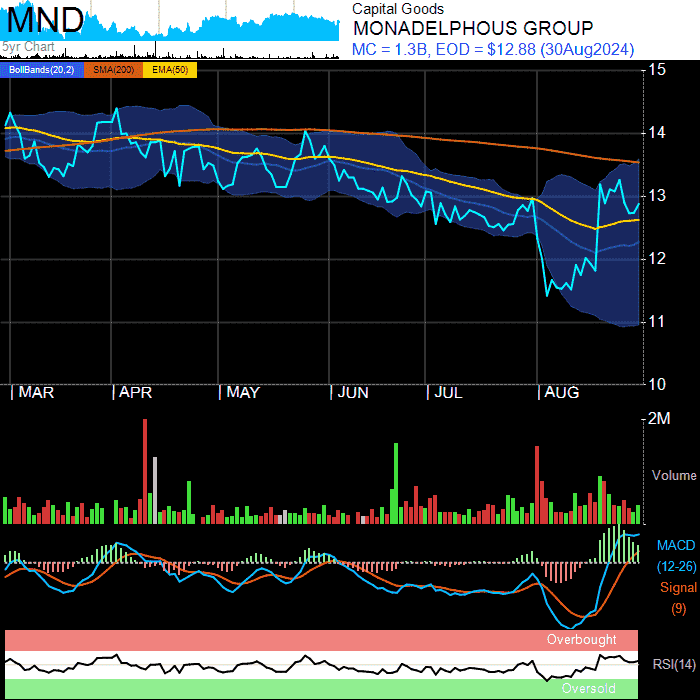 MND
5yr Chart
Capital Goods
MONADELPHOUS GROUP
MC = 1.3B, EOD = $12.88 (30Aug2024)
BollBands(20,2) SMA(200) EMA(50)
15
14
13
12
11
10
MAR APR MAY JUN JUL AUG
2M
Volume
MACD
(12-26)
Signal
(9)
Overbought
RSI(14)
Oversold